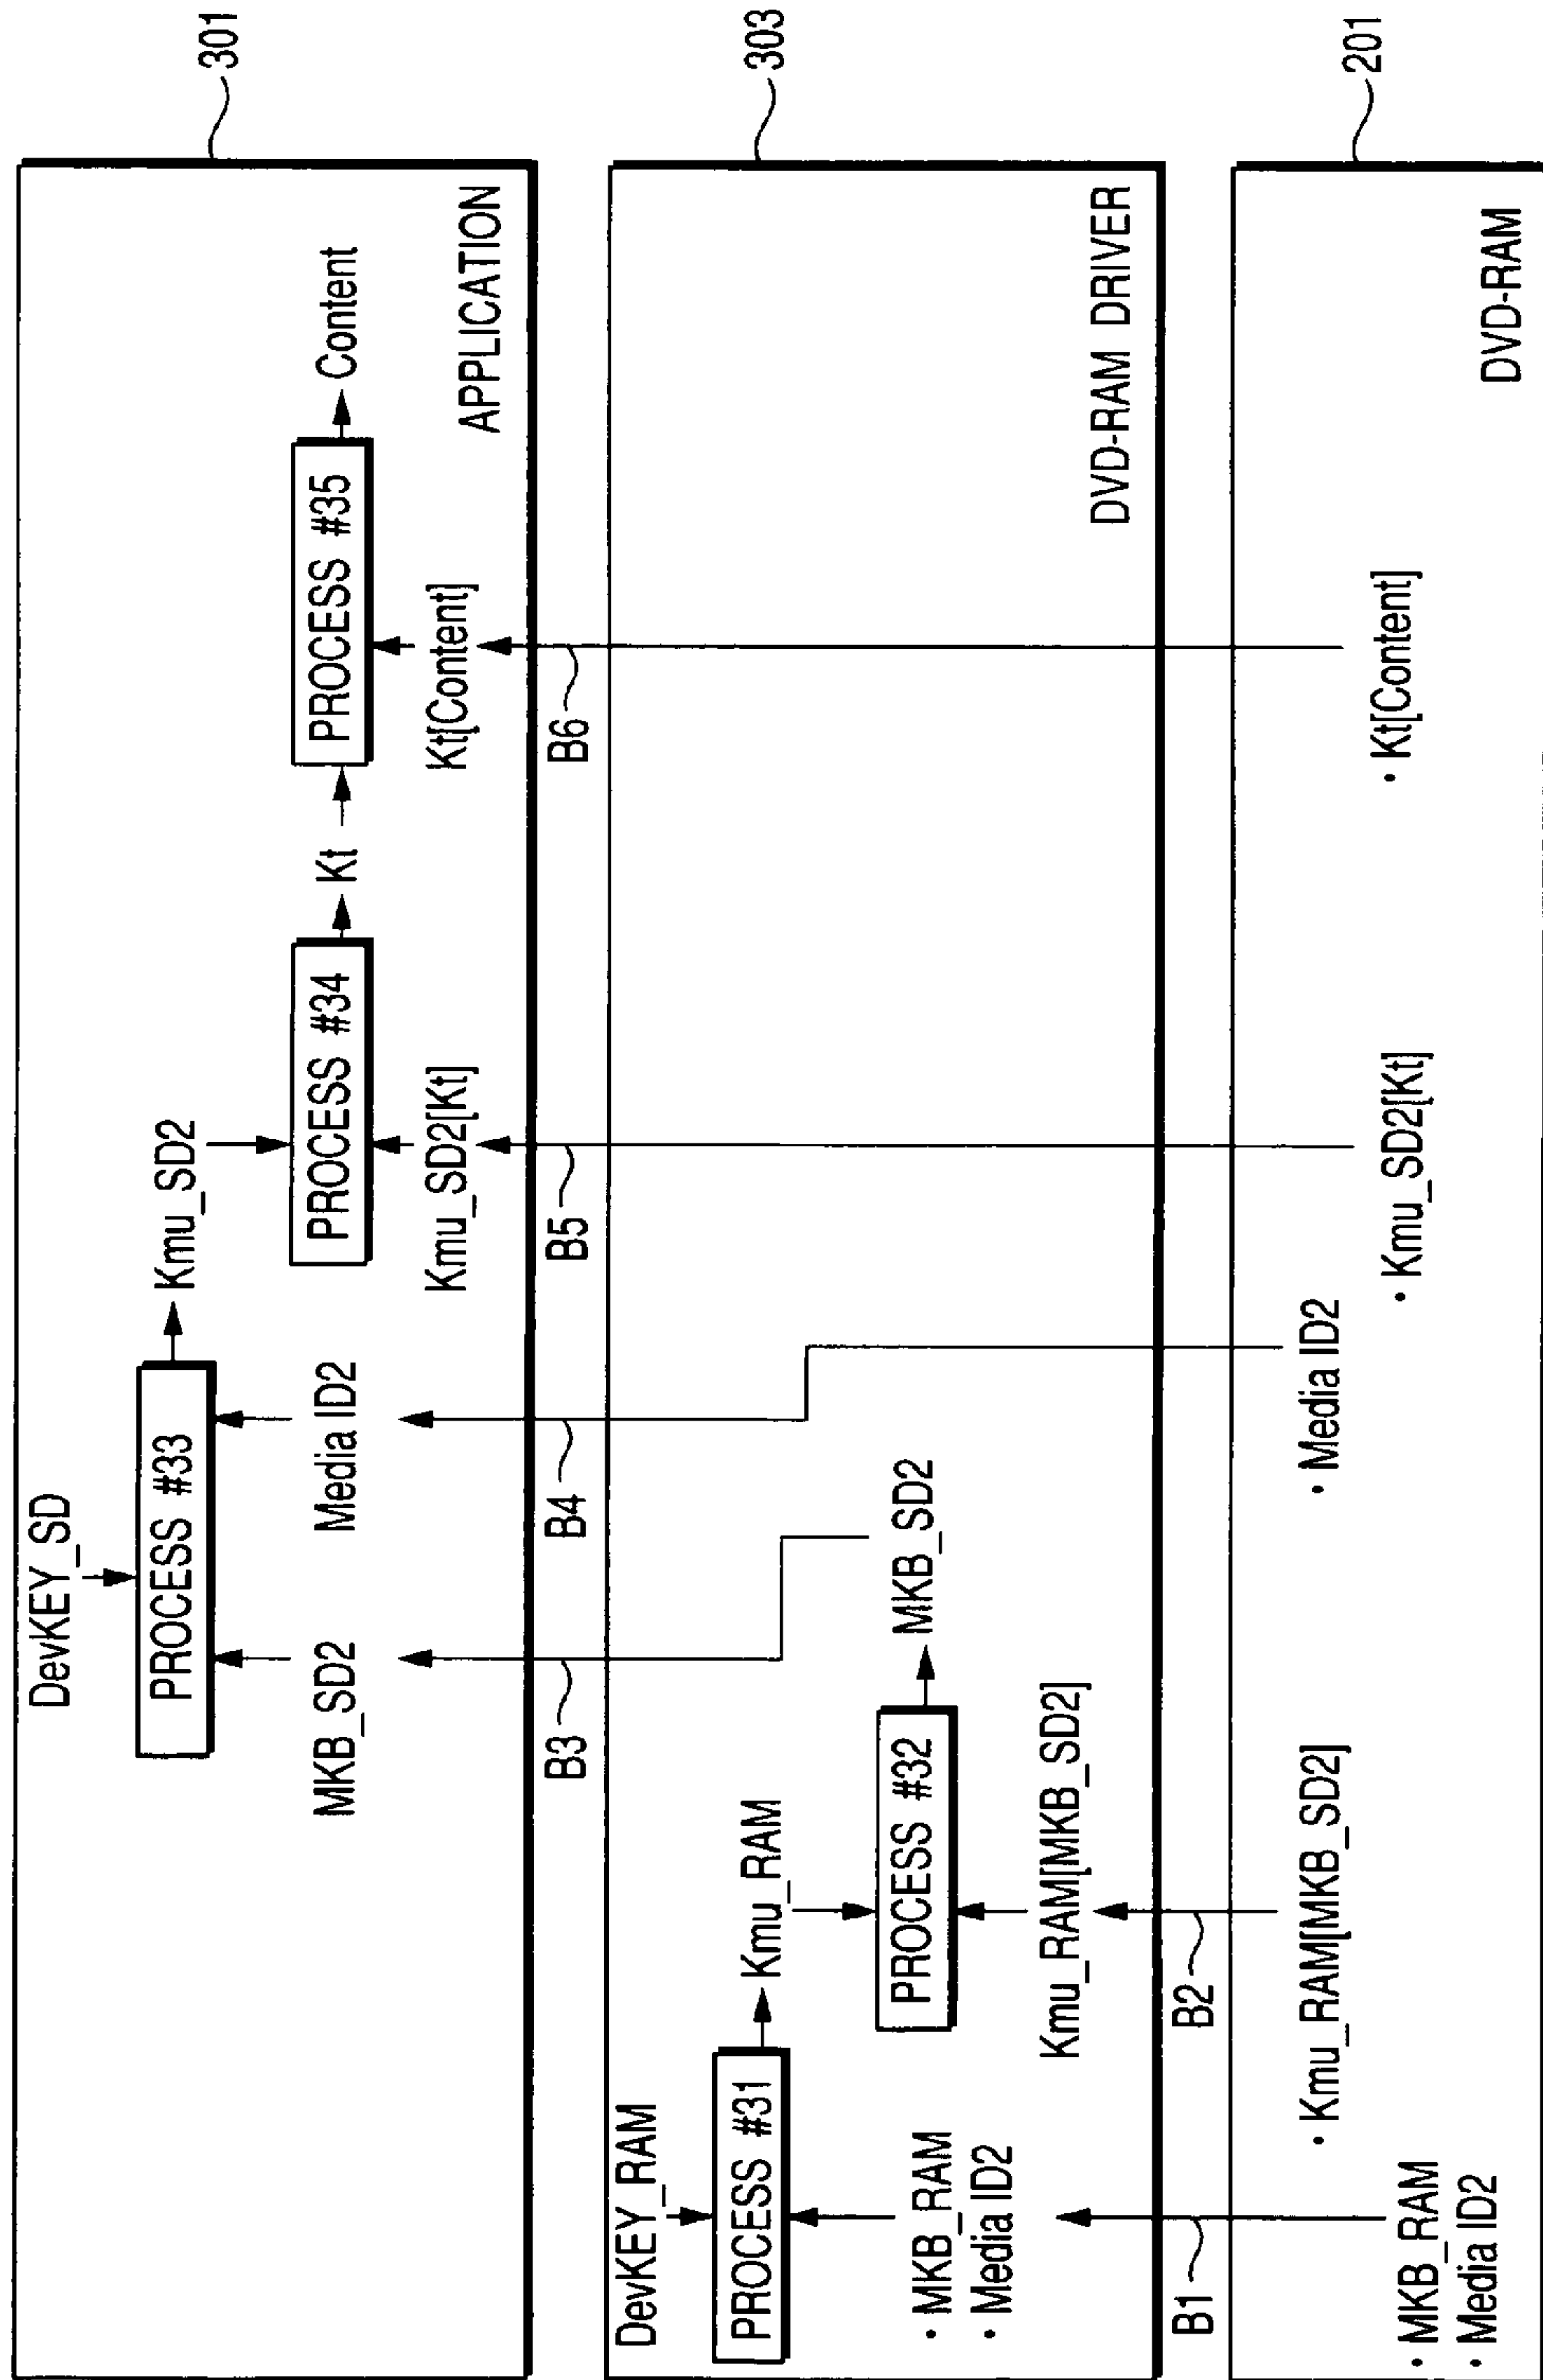 301
DevKEY_SD
PROCESS #33
Kmu_SD2
MKB_SD2
Media ID2
PROCESS #34
Kt
PROCESS #35
Content
Kmu_SD2[Kt]
Kt[Content]
APPLICATION
B3
B4
B5
B6
303
DevKEY_RAM
PROCESS #31
Kmu_RAM
• MKB_RAM
• Media ID2
PROCESS #32
MKB_SD2
Kmu_RAM[MKB_SD2]
DVD-RAM DRIVER
B1
B2
201
• MKB_RAM
• Media ID2
• Kmu_RAM[MKB_SD2]
• Media ID2
• Kmu_SD2[Kt]
• Kt[Content]
DVD-RAM